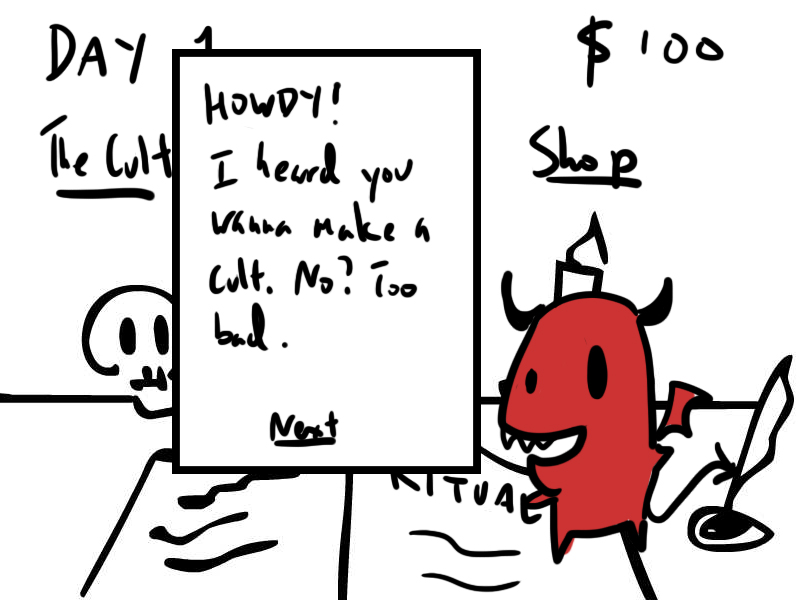 DAY 1
$100
The Cult
Shop
HOWDY!
I heard you
wanna make a
cult. No? Too
bad.
Next
RITUAL